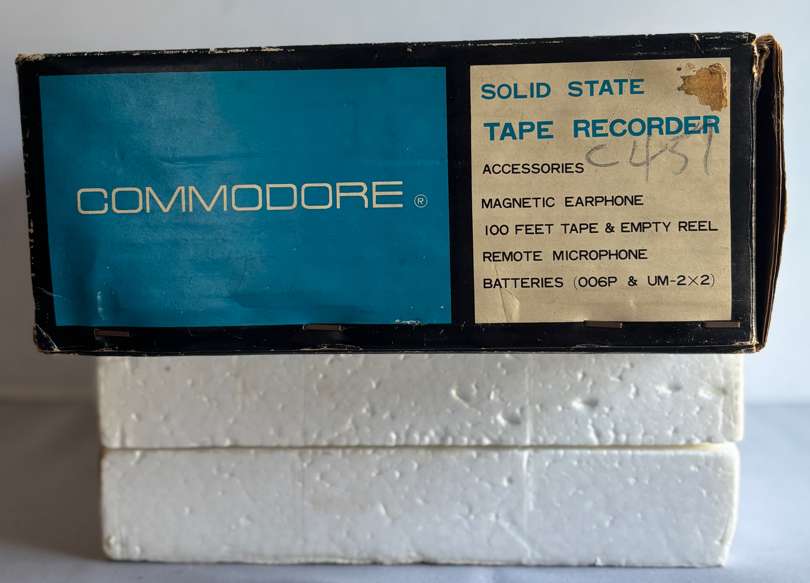 COMMODORE ®
SOLID STATE
TAPE RECORDER
C451
ACCESSORIES
MAGNETIC EARPHONE
100 FEET TAPE & EMPTY REEL
REMOTE MICROPHONE
BATTERIES (006P & UM-2×2)